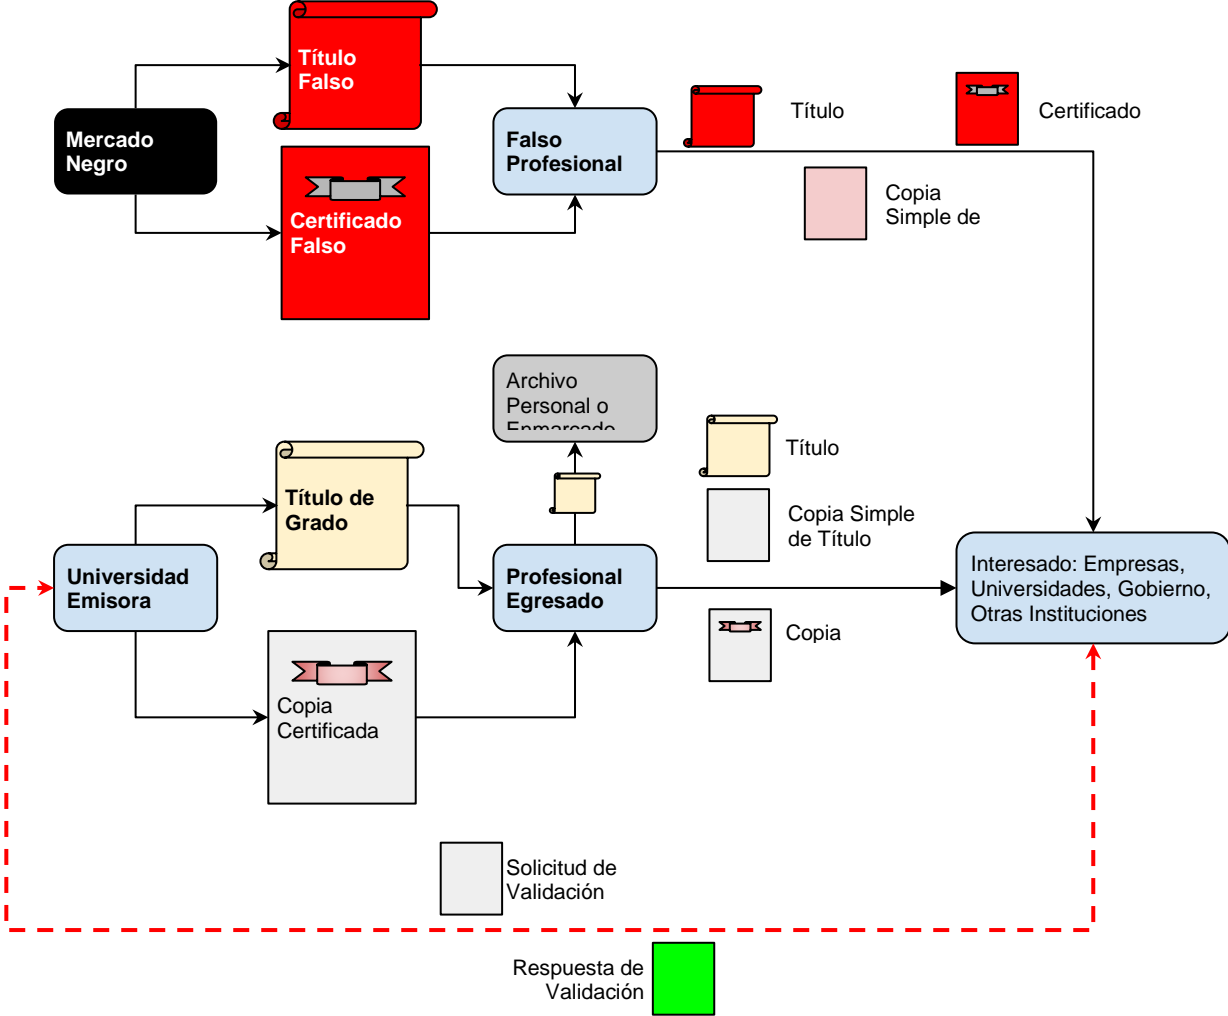 Título
Falso
Mercado
Negro
Certificado
Falso
Falso
Profesional
Título
Certificado
Copia
Simple de
Archivo
Personal o
Enmarcado
Título de
Grado
Universidad
Emisora
Copia
Certificada
Profesional
Egresado
Título
Copia Simple
de Título
Copia
Interesado: Empresas,
Universidades, Gobierno,
Otras Instituciones
Solicitud de
Validación
Respuesta de
Validación